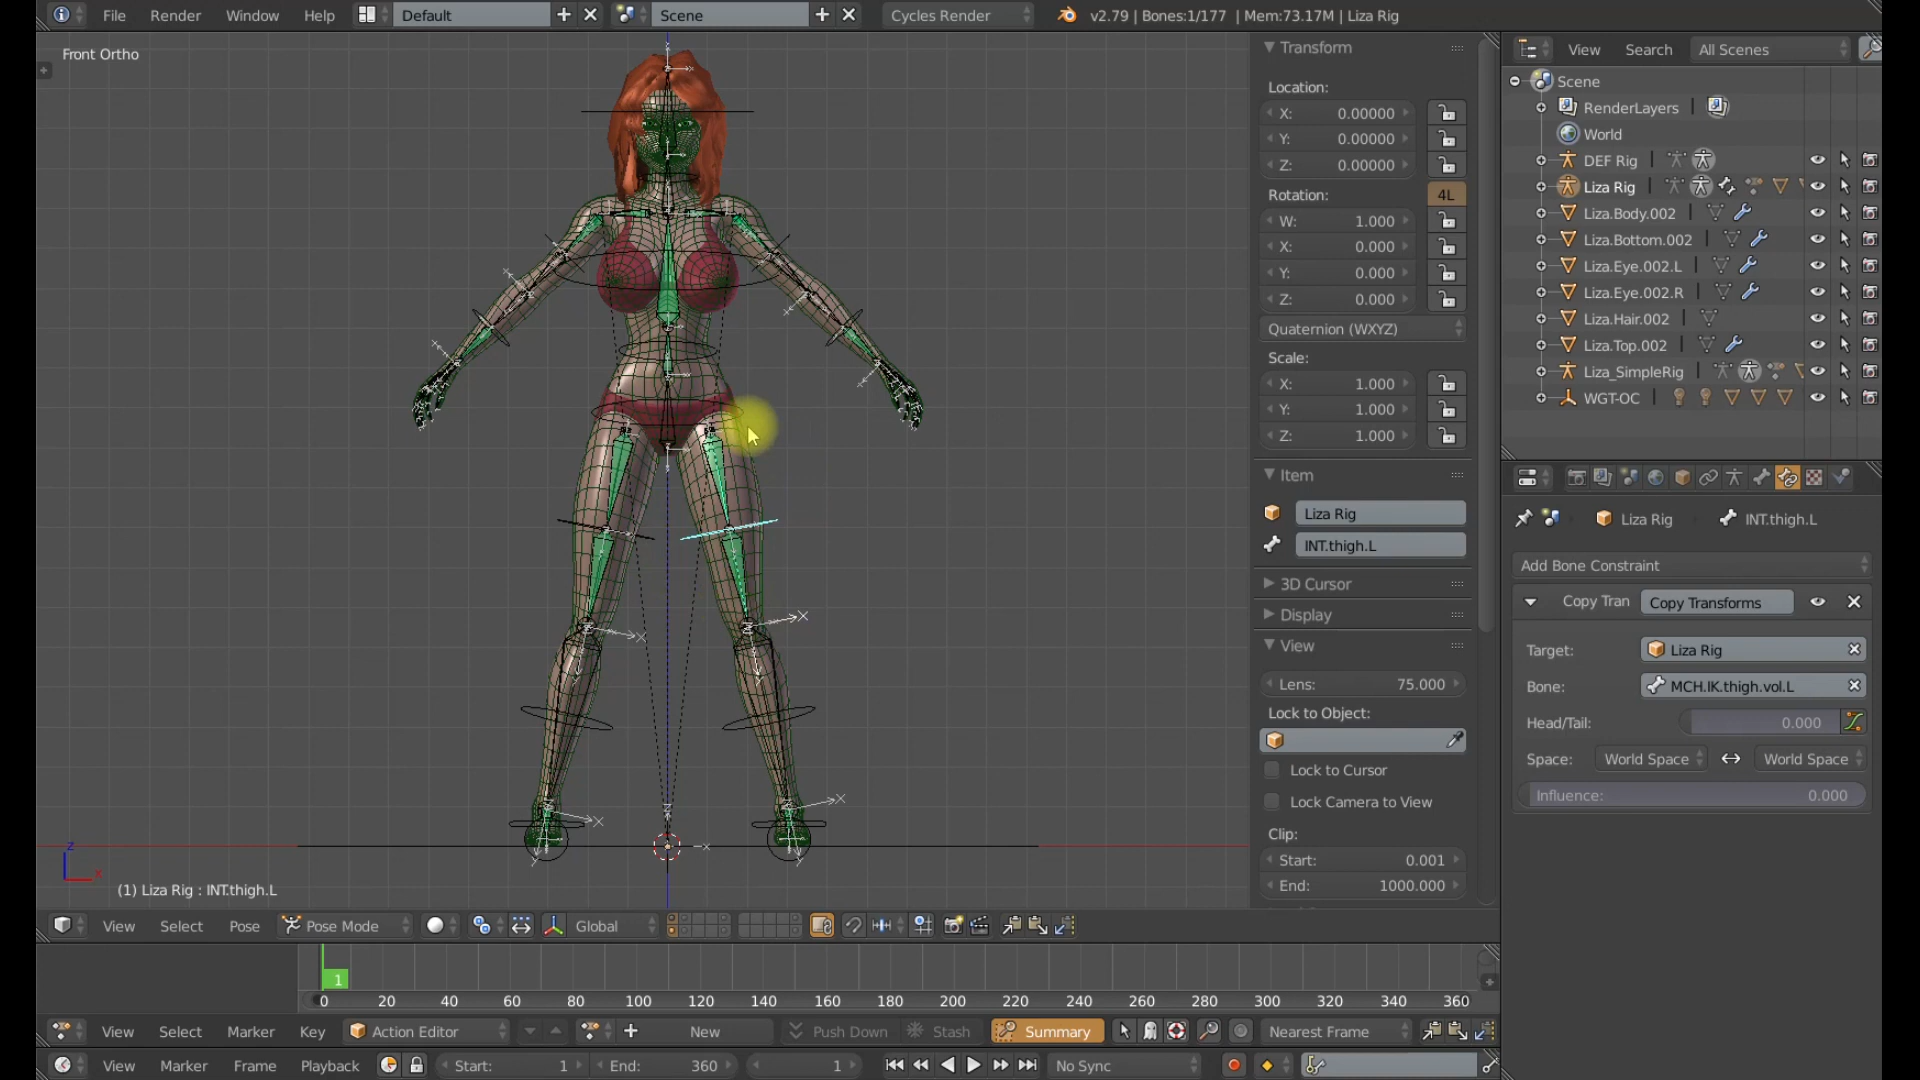 File Render Window Help Default Scene Cycles Render v2.79 | Bones:1/177 | Mem:73.17M | Liza Rig
Front Ortho
Transform
Location:
X: 0.00000
Y: 0.00000
Z: 0.00000
Rotation: 4L
W: 1.000
X: 0.000
Y: 0.000
Z: 0.000
Quaternion (WXYZ)
Scale:
X: 1.000
Y: 1.000
Z: 1.000
Item
Liza Rig
INT.thigh.L
3D Cursor
Display
View
Lens: 75.000
Lock to Object:
Lock to Cursor
Lock Camera to View
Clip:
Start: 0.001
End: 1000.000
View Search All Scenes
Scene
RenderLayers
World
DEF Rig
Liza Rig
Liza.Body.002
Liza.Bottom.002
Liza.Eye.002.L
Liza.Eye.002.R
Liza.Hair.002
Liza.Top.002
Liza_SimpleRig
WGT-OC
Liza Rig INT.thigh.L
Add Bone Constraint
Copy Tran Copy Transforms
Target: Liza Rig
Bone: MCH.IK.thigh.vol.L
Head/Tail: 0.000
Space: World Space World Space
Influence: 0.000
(1) Liza Rig : INT.thigh.L
View Select Pose Pose Mode Global
1
0 20 40 60 80 100 120 140 160 180 200 220 240 260 280 300 320 340 360
View Select Marker Key Action Editor New Push Down Stash Summary Nearest Frame
View Marker Frame Playback Start: 1 End: 360 1 No Sync